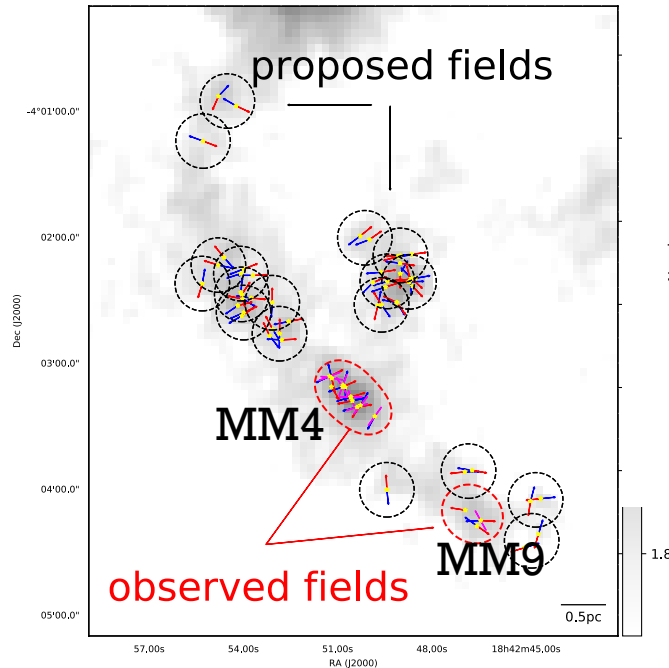 proposed fields
-4°01'00.0"
02'00.0"
Dec (J2000)
03'00.0"
MM4
04'00.0"
MM9
1.8
observed fields
0.5pc
05'00.0"
57.00s
54.00s
51.00s
48.00s
18h42m45.00s
RA (J2000)